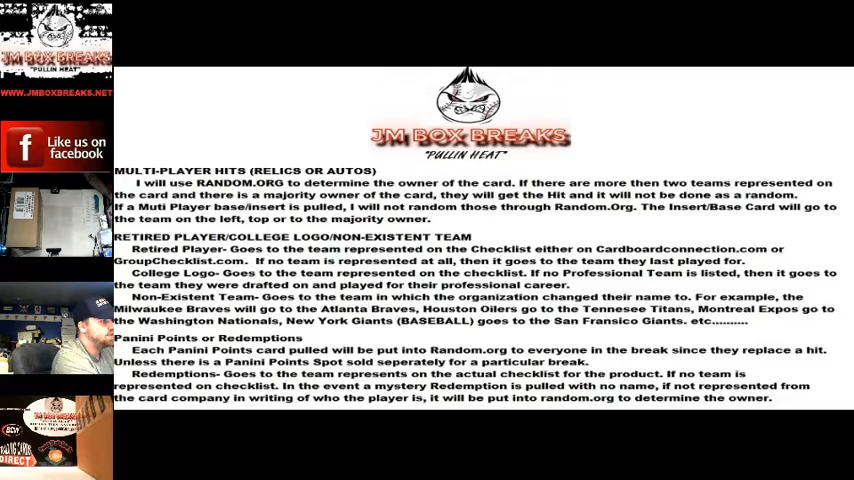 JM BOX BREAKS
"PULLIN HEAT"
WWW.JMBOXBREAKS.NET
f Like us on
facebook
JM BOX BREAKS
BCW
TRADING CARDS
DIRECT
JM BOX BREAKS
"PULLIN HEAT"
MULTI-PLAYER HITS (RELICS OR AUTOS)
I will use RANDOM.ORG to determine the owner of the card. If there are more then two teams represented on
the card and there is a majority owner of the card, they will get the Hit and it will not be done as a random.
If a Muti Player base/insert is pulled, I will not random those through Random.Org. The Insert/Base Card will go to
the team on the left, top or to the majority owner.
RETIRED PLAYER/COLLEGE LOGO/NON-EXISTENT TEAM
Retired Player- Goes to the team represented on the Checklist either on Cardboardconnection.com or
GroupChecklist.com. If no team is represented at all, then it goes to the team they last played for.
College Logo- Goes to the team represented on the checklist. If no Professional Team is listed, then it goes to
the team they were drafted on and played for their professional career.
Non-Existent Team- Goes to the team in which the organization changed their name to. For example, the
Milwaukee Braves will go to the Atlanta Braves, Houston Oilers go to the Tennesee Titans, Montreal Expos go to
the Washington Nationals, New York Giants (BASEBALL) goes to the San Fransico Giants. etc..........
Panini Points or Redemptions
Each Panini Points card pulled will be put into Random.org to everyone in the break since they replace a hit.
Unless there is a Panini Points Spot sold seperately for a particular break.
Redemptions- Goes to the team represents on the actual checklist for the product. If no team is
represented on checklist. In the event a mystery Redemption is pulled with no name, if not represented from
the card company in writing of who the player is, it will be put into random.org to determine the owner.